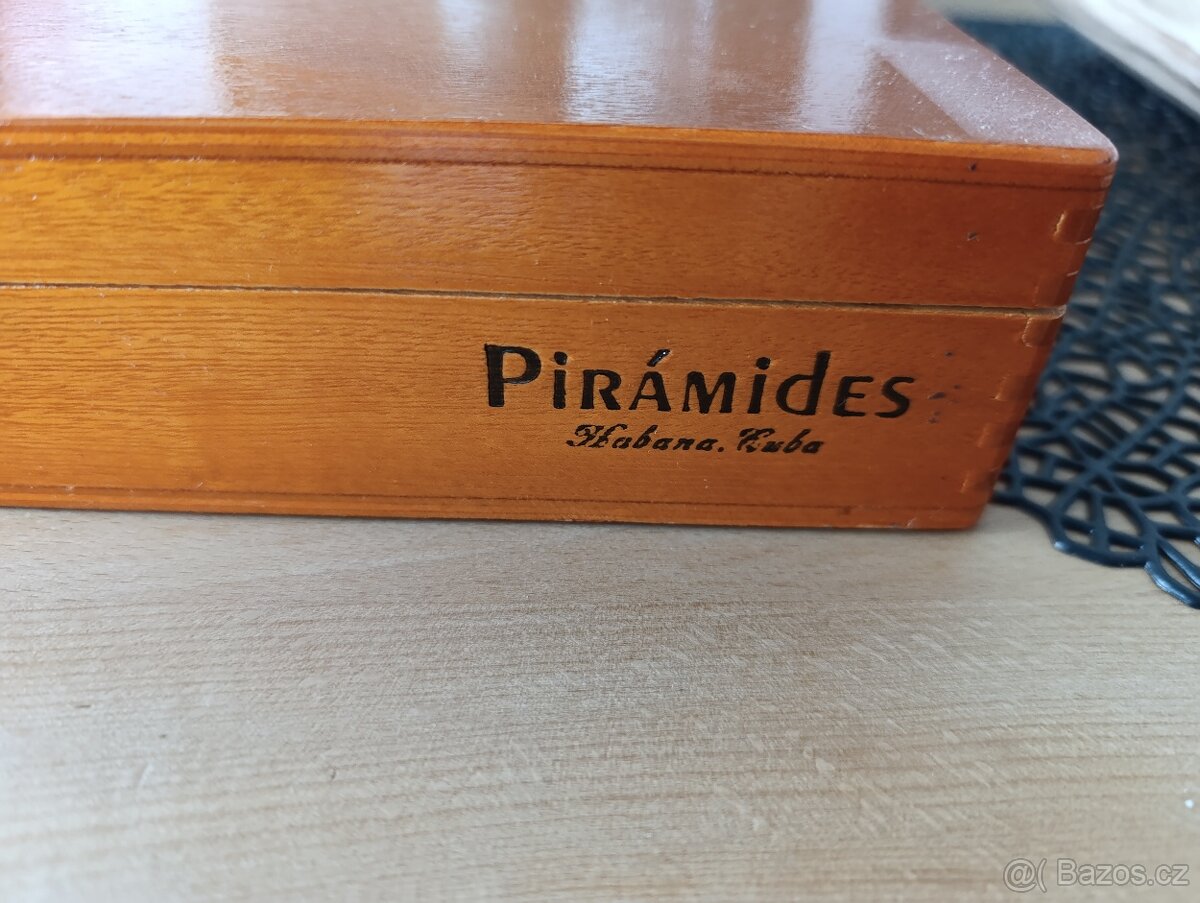 PirámidEs
Habana, Cuba
@( Bazos.cz